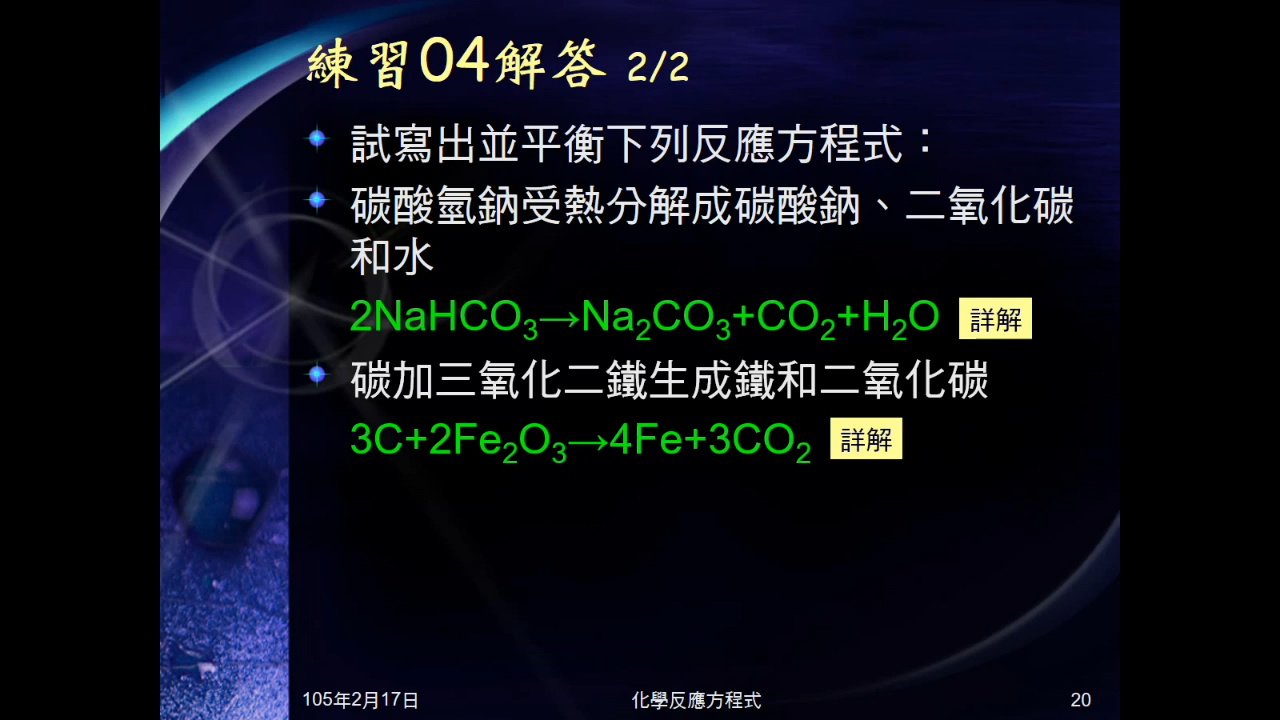 練習04解答 2/2
試寫出並平衡下列反應方程式：
碳酸氫鈉受熱分解成碳酸鈉、二氧化碳
和水
2NaHCO₃→Na₂CO₃+CO₂+H₂O 詳解
碳加三氧化二鐵生成鐵和二氧化碳
3C+2Fe₂O₃→4Fe+3CO₂ 詳解
105年2月17日 化學反應方程式 20